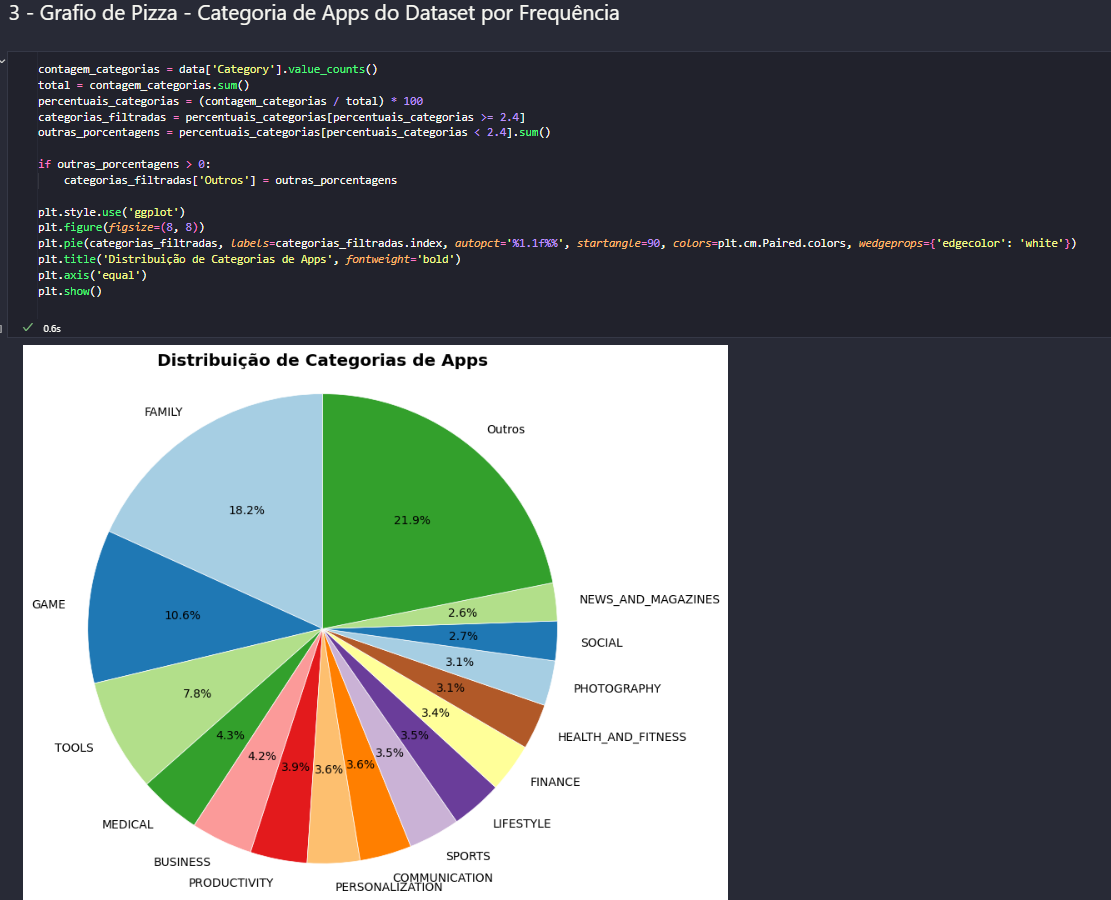 3 - Grafio de Pizza - Categoria de Apps do Dataset por Frequência
contagem_categorias = data['Category'].value_counts()
total = contagem_categorias.sum()
percentuais_categorias = (contagem_categorias / total) * 100
categorias_filtradas = percentuais_categorias[percentuais_categorias >= 2.4]
outras_porcentagens = percentuais_categorias[percentuais_categorias < 2.4].sum()
if outras_porcentagens > 0:
categorias_filtradas['Outros'] = outras_porcentagens
plt.style.use('ggplot')
plt.figure(figsize=(8, 8))
plt.pie(categorias_filtradas, labels=categorias_filtradas.index, autopct='%1.1f%%', startangle=90, colors=plt.cm.Paired.colors, wedgeprops={'edgecolor': 'white'})
plt.title('Distribuição de Categorias de Apps', fontweight='bold')
plt.axis('equal')
plt.show()
0.6s
Distribuição de Categorias de Apps
FAMILY
18.2%
GAME
10.6%
TOOLS
7.8%
MEDICAL
4.3%
BUSINESS
4.2%
PRODUCTIVITY
3.9%
PERSONALIZATION
3.6%
COMMUNICATION
3.6%
SPORTS
3.5%
LIFESTYLE
3.5%
FINANCE
3.4%
HEALTH_AND_FITNESS
3.1%
PHOTOGRAPHY
3.1%
SOCIAL
2.7%
NEWS_AND_MAGAZINES
2.6%
Outros
21.9%